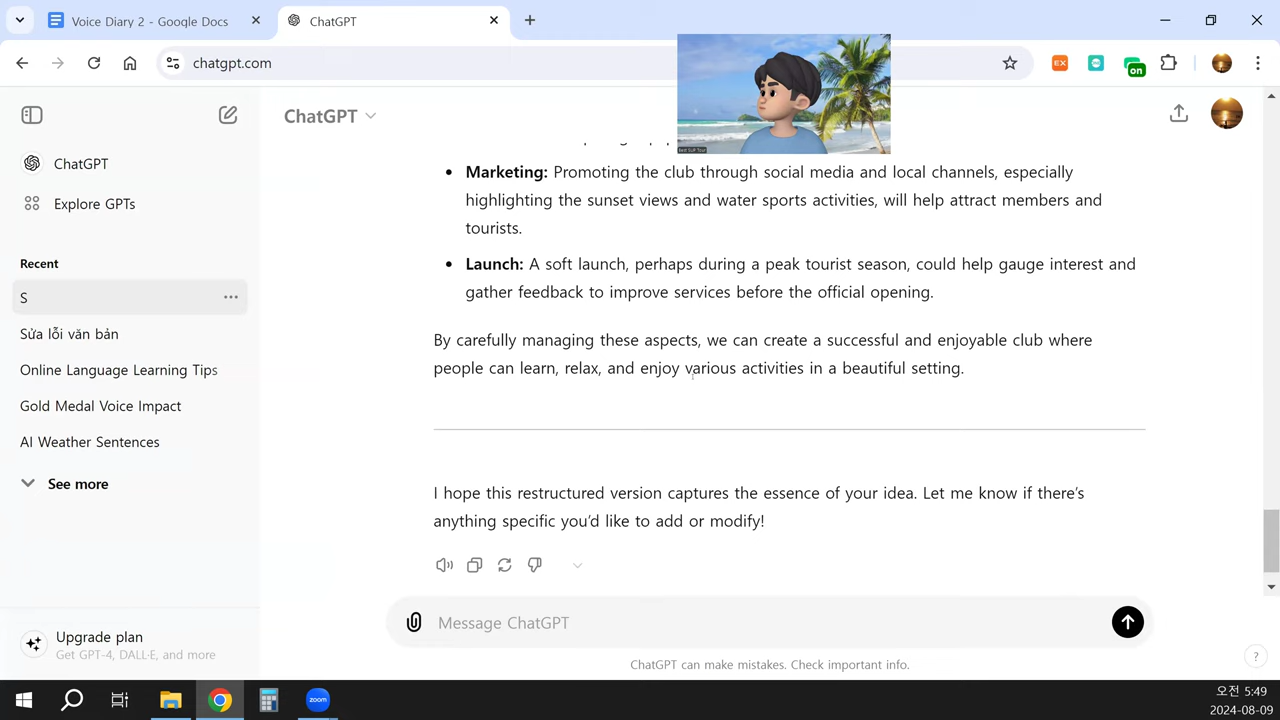 Voice Diary 2 - Google Docs
ChatGPT
chatgpt.com
EX
on
ChatGPT
ChatGPT
Explore GPTs
Recent
S
Sửa lỗi văn bản
Online Language Learning Tips
Gold Medal Voice Impact
AI Weather Sentences
See more
Upgrade plan
Get GPT-4, DALL·E, and more
Marketing: Promoting the club through social media and local channels, especially
highlighting the sunset views and water sports activities, will help attract members and
tourists.
Launch: A soft launch, perhaps during a peak tourist season, could help gauge interest and
gather feedback to improve services before the official opening.
By carefully managing these aspects, we can create a successful and enjoyable club where
people can learn, relax, and enjoy various activities in a beautiful setting.
I hope this restructured version captures the essence of your idea. Let me know if there's
anything specific you'd like to add or modify!
Message ChatGPT
ChatGPT can make mistakes. Check important info.
?
zoom
오전 5:49
2024-08-09